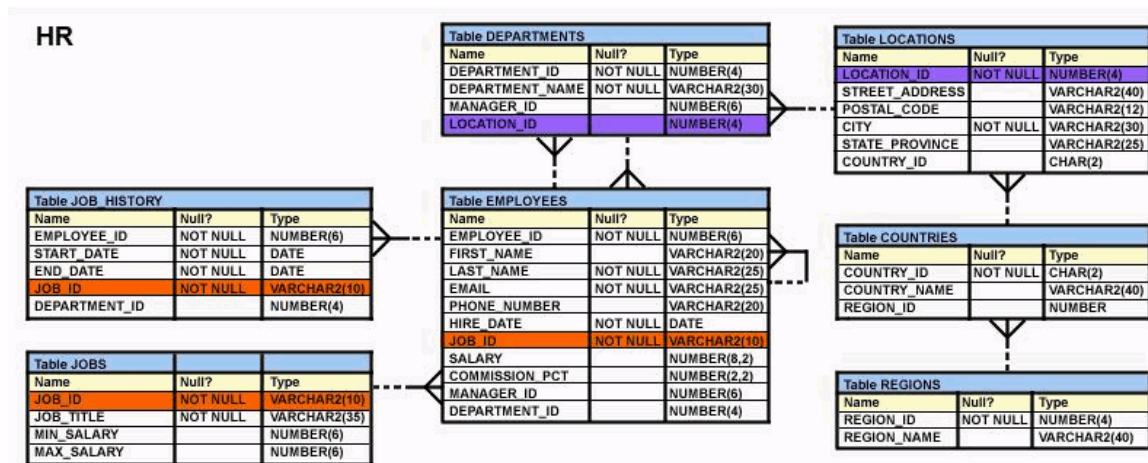 HR
Table DEPARTMENTS
Name Null? Type
DEPARTMENT_ID NOT NULL NUMBER(4)
DEPARTMENT_NAME NOT NULL VARCHAR2(30)
MANAGER_ID NUMBER(6)
LOCATION_ID NUMBER(4)
Table LOCATIONS
Name Null? Type
LOCATION_ID NOT NULL NUMBER(4)
STREET_ADDRESS VARCHAR2(40)
POSTAL_CODE VARCHAR2(12)
CITY NOT NULL VARCHAR2(30)
STATE_PROVINCE VARCHAR2(25)
COUNTRY_ID CHAR(2)
Table JOB_HISTORY
Name Null? Type
EMPLOYEE_ID NOT NULL NUMBER(6)
START_DATE NOT NULL DATE
END_DATE NOT NULL DATE
JOB_ID NOT NULL VARCHAR2(10)
DEPARTMENT_ID NUMBER(4)
Table EMPLOYEES
Name Null? Type
EMPLOYEE_ID NOT NULL NUMBER(6)
FIRST_NAME VARCHAR2(20)
LAST_NAME NOT NULL VARCHAR2(25)
EMAIL NOT NULL VARCHAR2(25)
PHONE_NUMBER VARCHAR2(20)
HIRE_DATE NOT NULL DATE
JOB_ID NOT NULL VARCHAR2(10)
SALARY NUMBER(8,2)
COMMISSION_PCT NUMBER(2,2)
MANAGER_ID NUMBER(6)
DEPARTMENT_ID NUMBER(4)
Table COUNTRIES
Name Null? Type
COUNTRY_ID NOT NULL CHAR(2)
COUNTRY_NAME VARCHAR2(40)
REGION_ID NUMBER
Table JOBS
Name Null? Type
JOB_ID NOT NULL VARCHAR2(10)
JOB_TITLE NOT NULL VARCHAR2(35)
MIN_SALARY NUMBER(6)
MAX_SALARY NUMBER(6)
Table REGIONS
Name Null? Type
REGION_ID NOT NULL NUMBER(4)
REGION_NAME VARCHAR2(40)